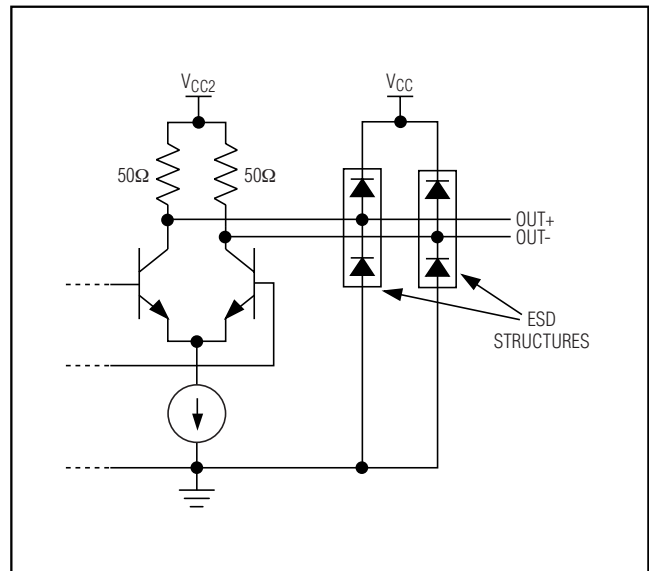 VCC2
VCC
50Ω
50Ω
OUT+
OUT-
ESD
STRUCTURES